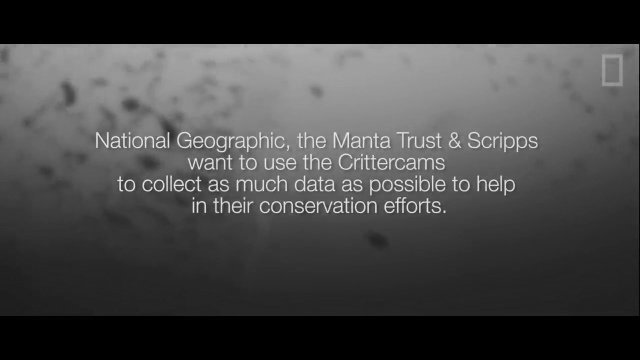 National Geographic, the Manta Trust & Scripps
want to use the Crittercams
to collect as much data as possible to help
in their conservation efforts.